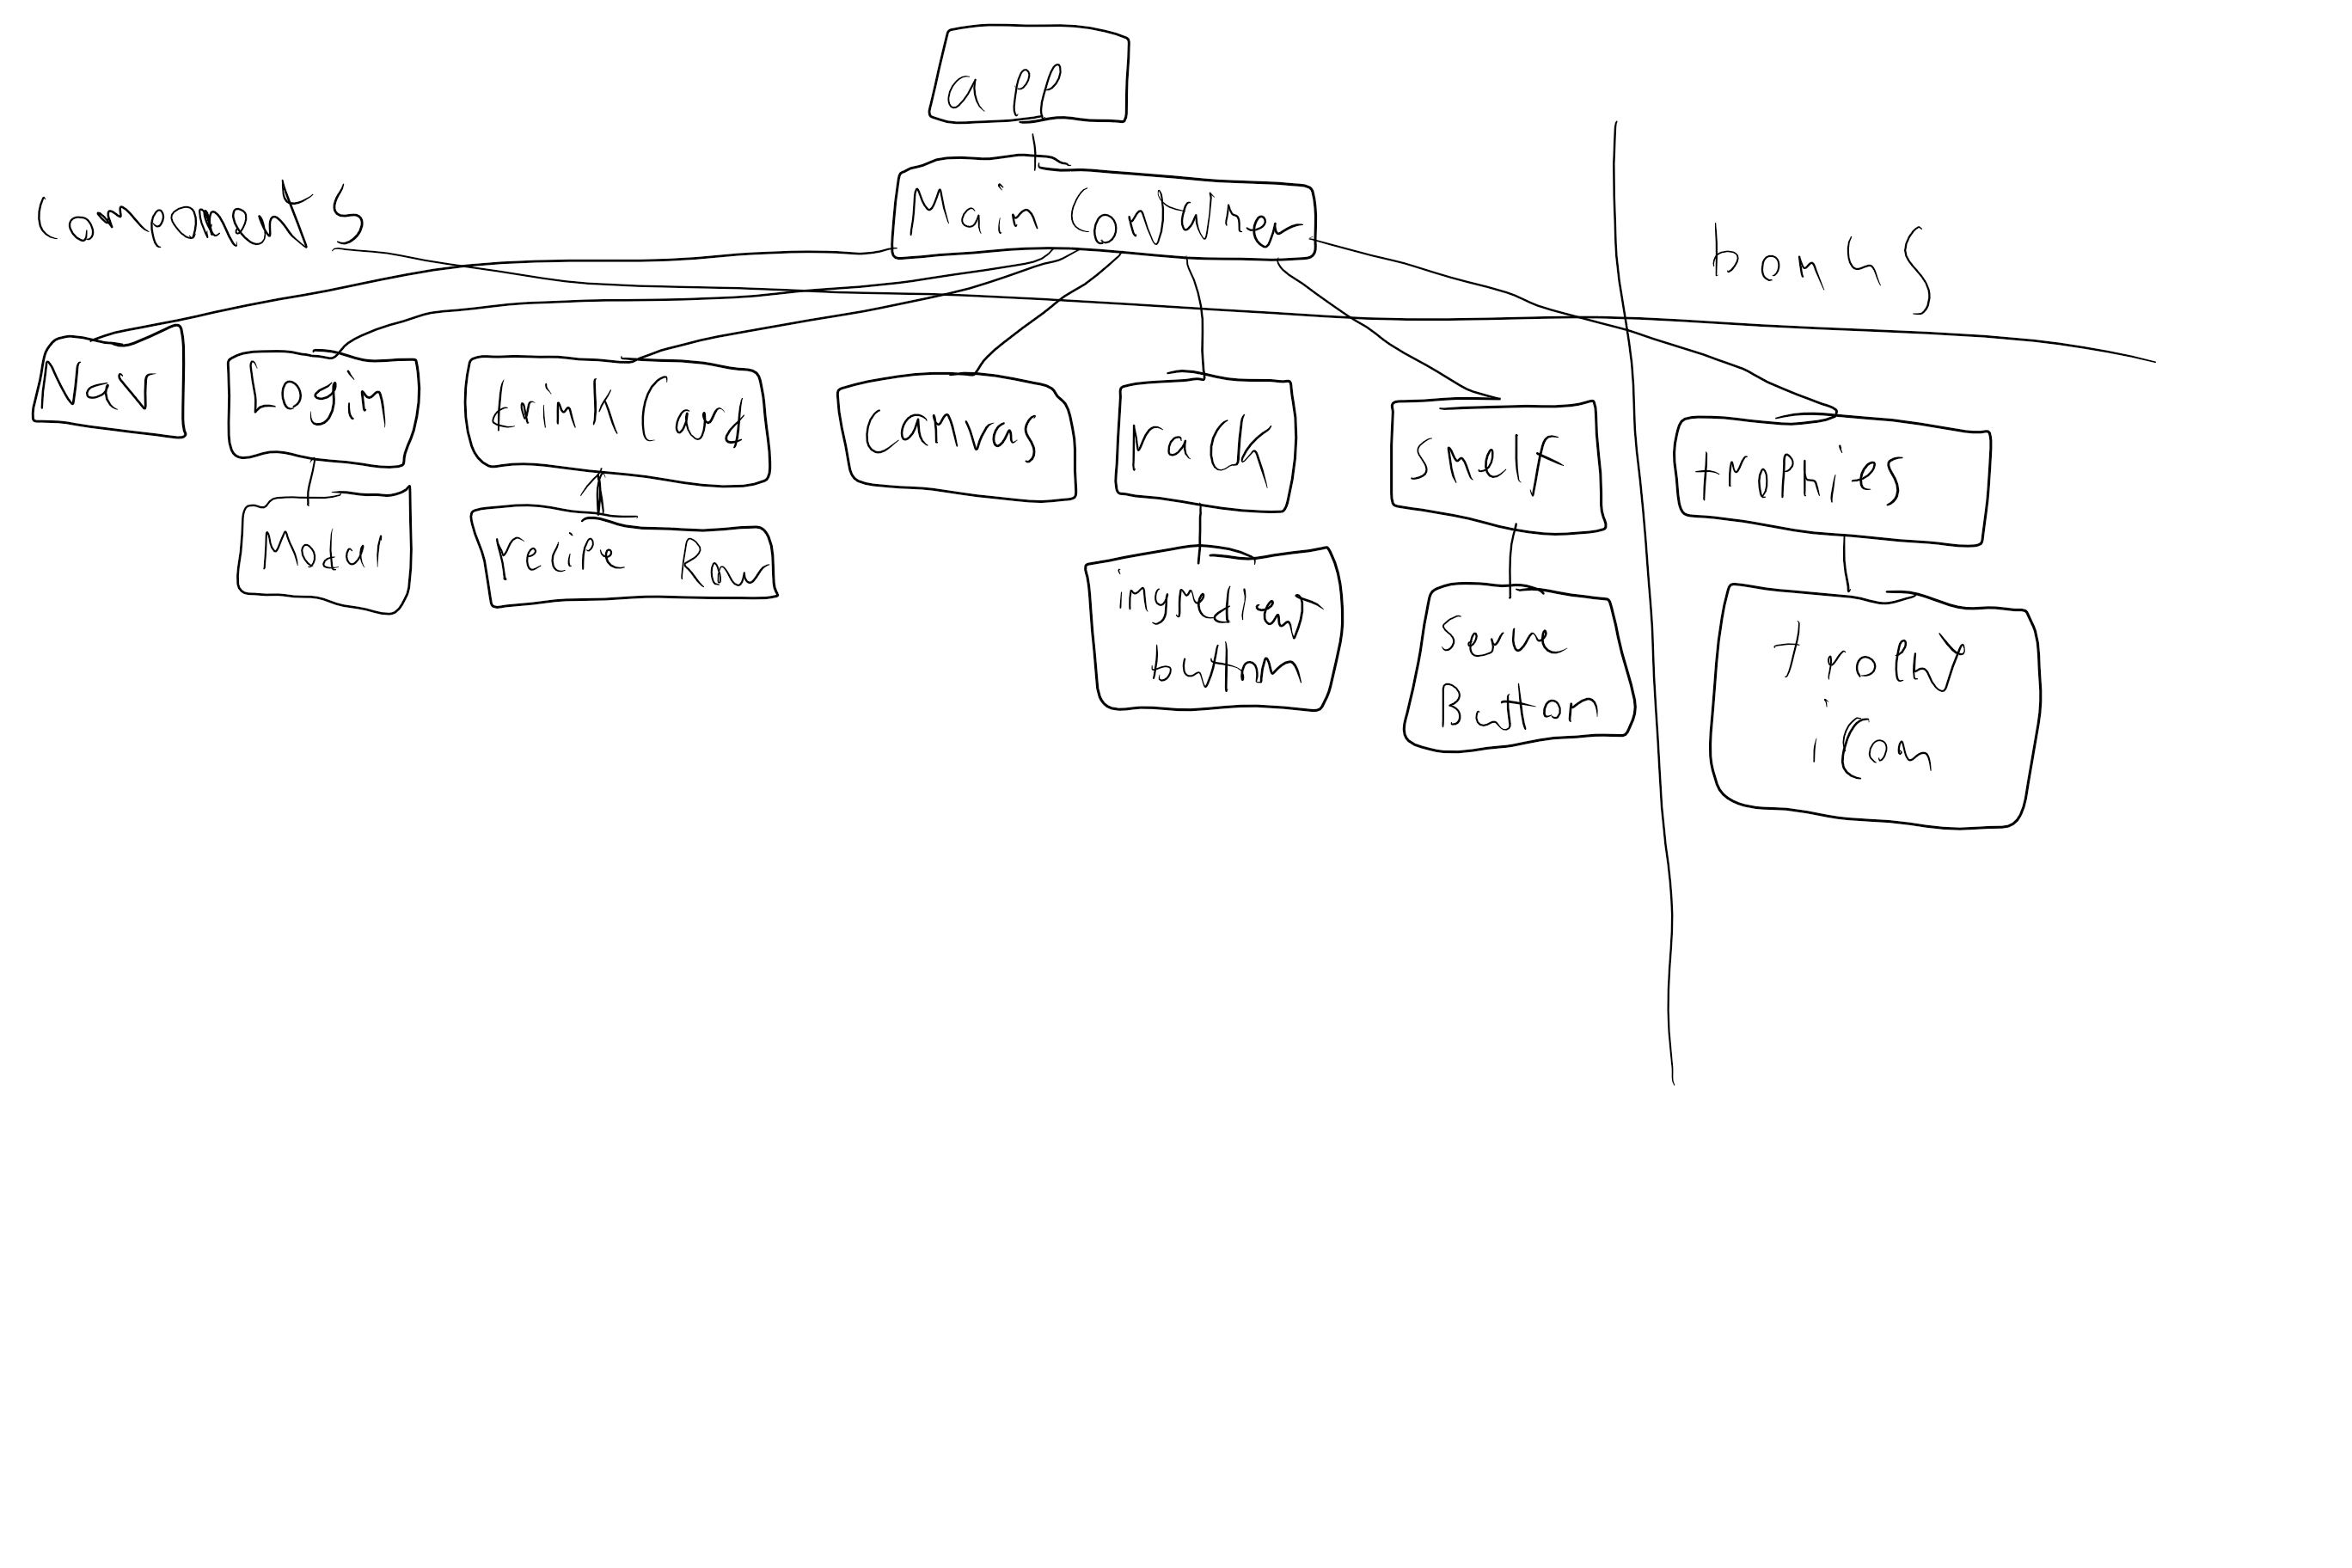 app
Main Container
Components
bonus
Nav
Login
drink Card
Canvas
rack
shelf
trophies
Modal
recipe Row
ingredient
button
Serve
Button
trophy
icon